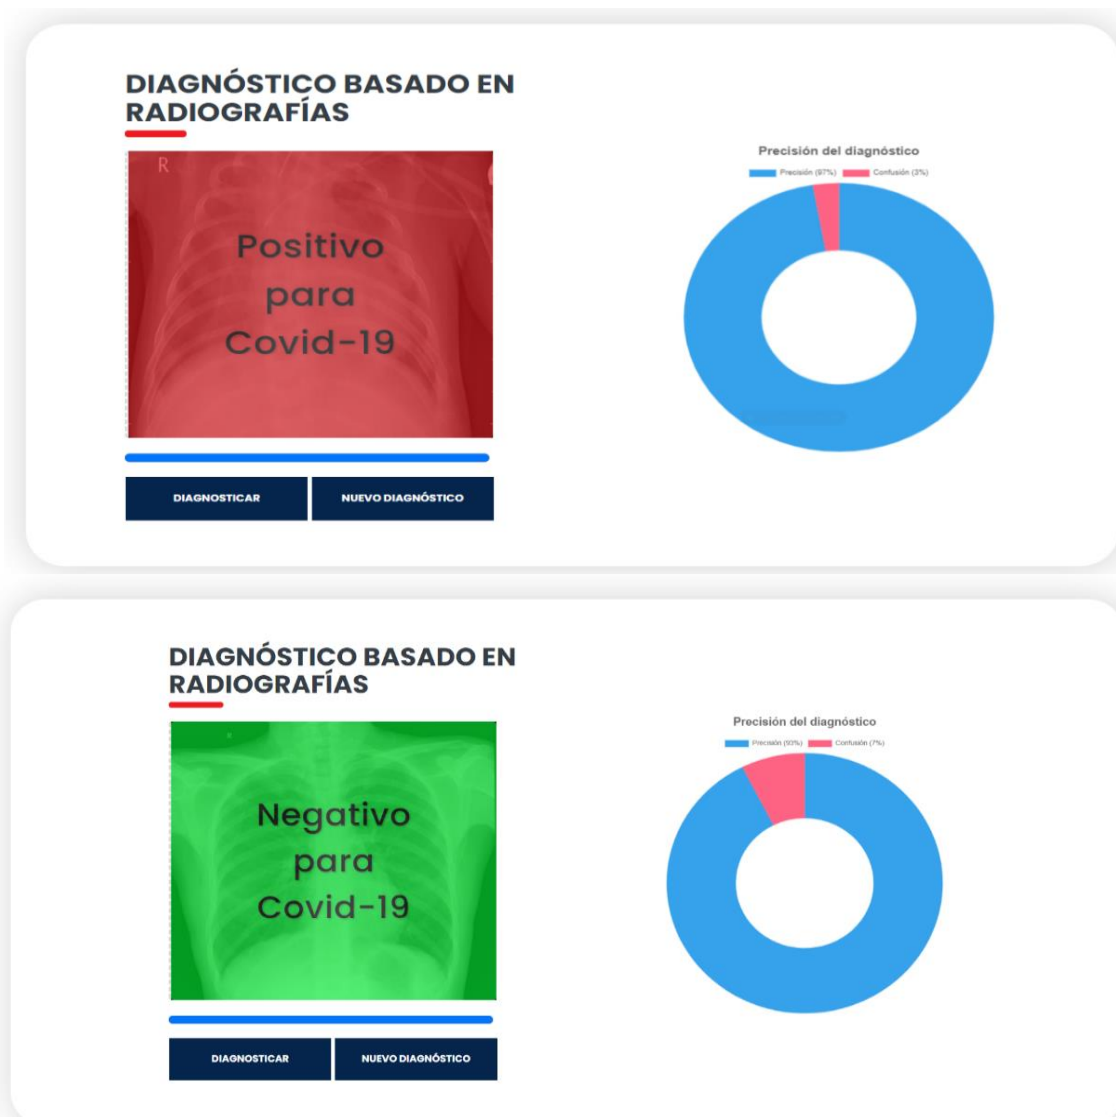 DIAGNÓSTICO BASADO EN
RADIOGRAFÍAS
R
Positivo
para
Covid-19
DIAGNOSTICAR
NUEVO DIAGNÓSTICO
Precisión del diagnóstico
Precisión (97%) Confusión (3%)
DIAGNÓSTICO BASADO EN
RADIOGRAFÍAS
Negativo
para
Covid-19
DIAGNOSTICAR
NUEVO DIAGNÓSTICO
Precisión del diagnóstico
Precisión (93%) Confusión (7%)